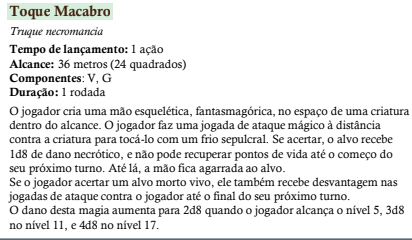 Toque Macabro
Truque necromancia
Tempo de lançamento: 1 ação
Alcance: 36 metros (24 quadrados)
Componentes: V, G
Duração: 1 rodada
O jogador cria uma mão esquelética, fantasmagórica, no espaço de uma criatura
dentro do alcance. O jogador faz uma jogada de ataque mágico à distância
contra a criatura para tocá-lo com um frio sepulcral. Se acertar, o alvo recebe
1d8 de dano necrótico, e não pode recuperar pontos de vida até o começo do
seu próximo turno. Até lá, a mão fica agarrada ao alvo.
Se o jogador acertar um alvo morto vivo, ele também recebe desvantagem nas
jogadas de ataque contra o jogador até o final do seu próximo turno.
O dano desta magia aumenta para 2d8 quando o jogador alcança o nível 5, 3d8
no nível 11, e 4d8 no nível 17.